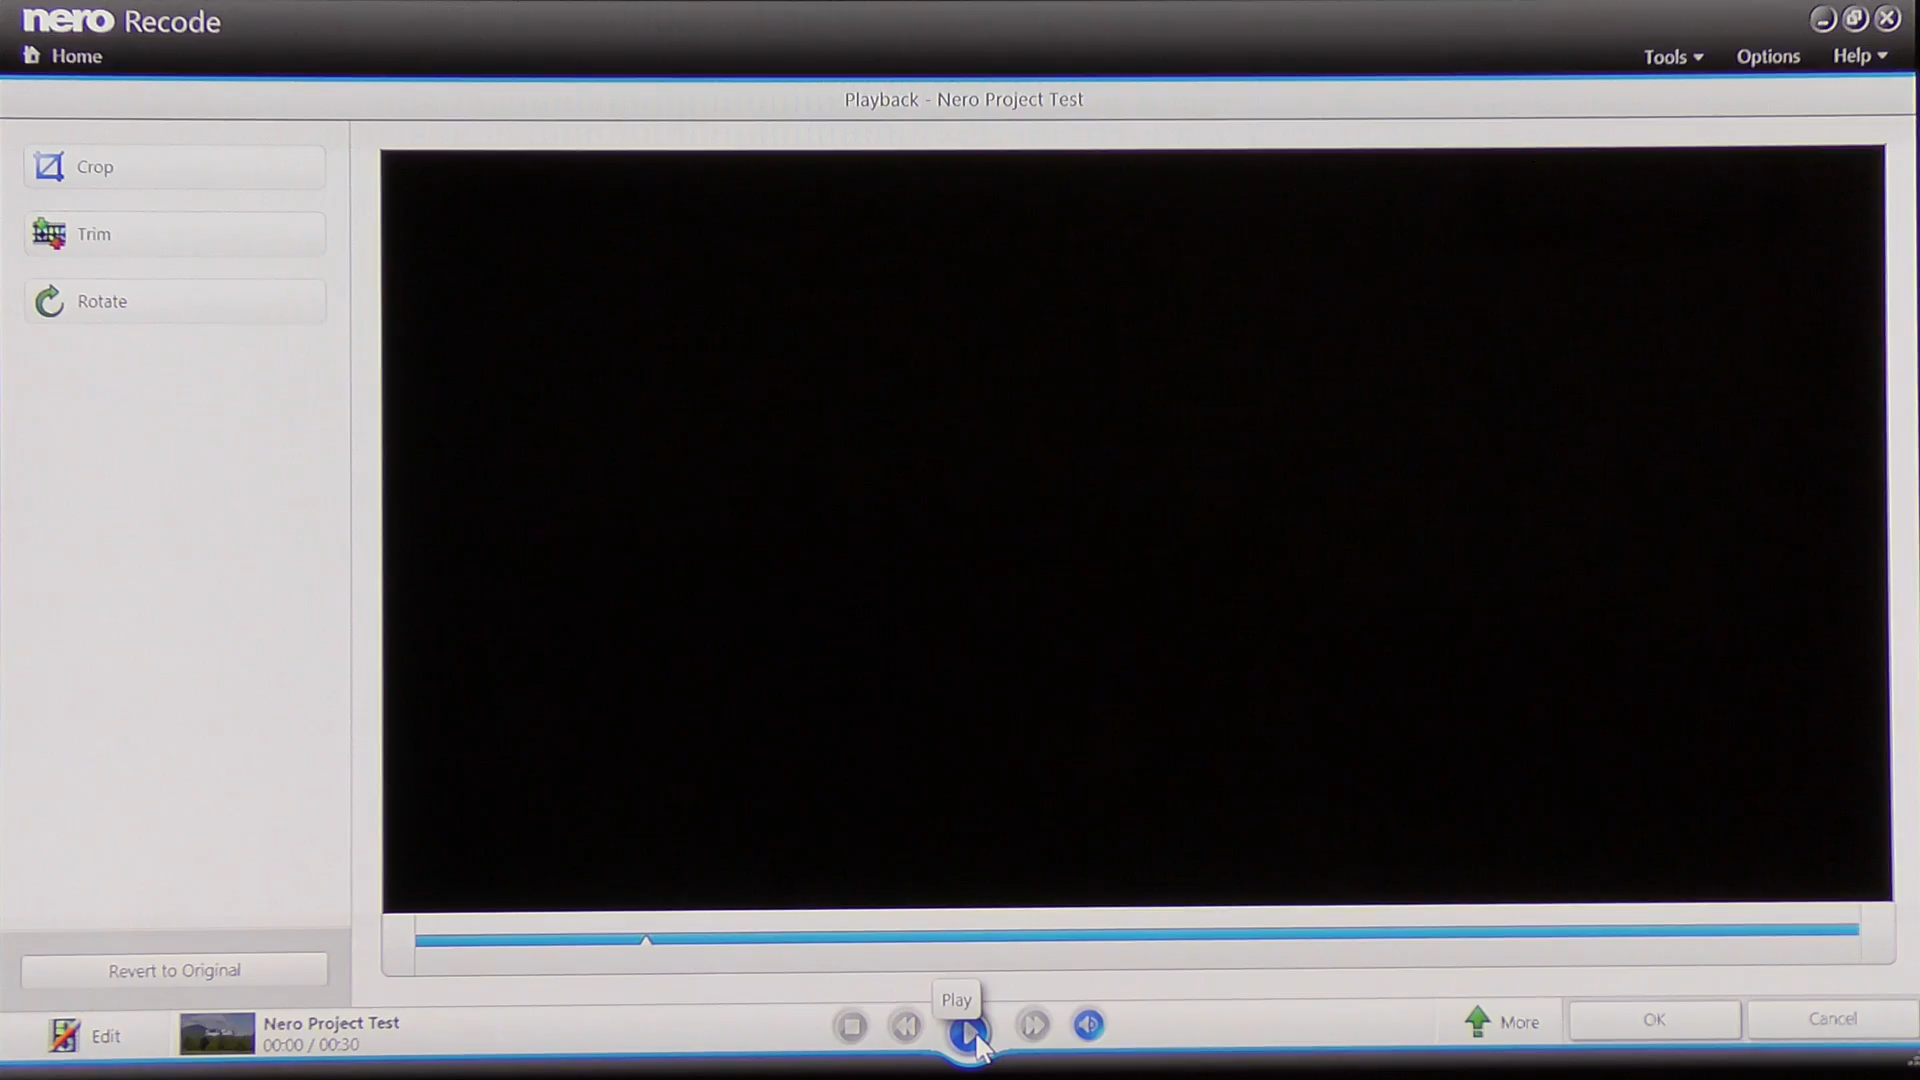 nero Recode
Home
Tools
Options
Help
Playback - Nero Project Test
Crop
Trim
Rotate
Revert to Original
Play
Edit
Nero Project Test
00:00 / 00:30
More
OK
Cancel